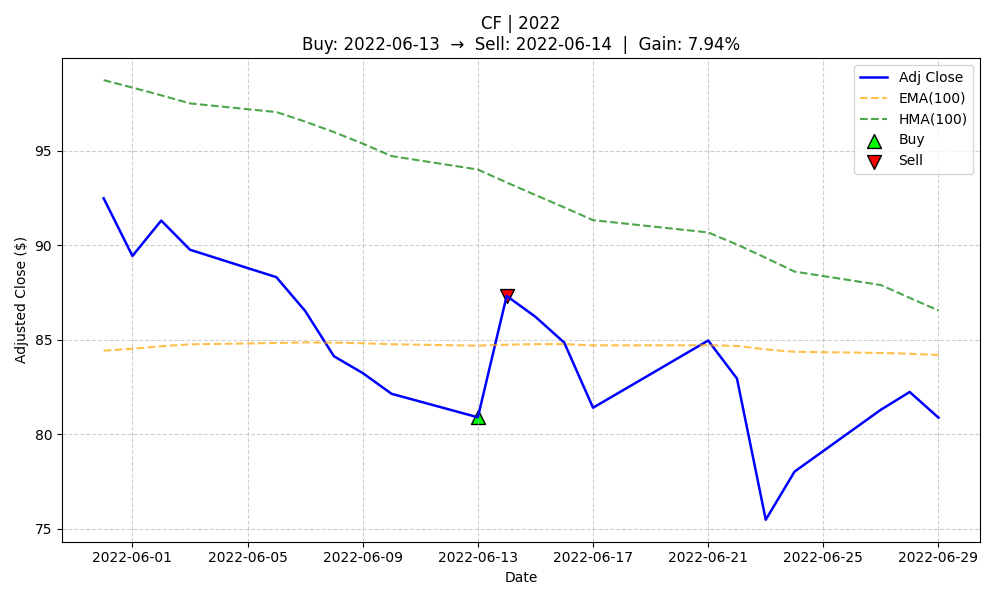 CF | 2022
Buy: 2022-06-13 → Sell: 2022-06-14 | Gain: 7.94%
Adj Close
EMA(100)
HMA(100)
Buy
Sell
Adjusted Close ($)
95
90
85
80
75
2022-06-01 2022-06-05 2022-06-09 2022-06-13 2022-06-17 2022-06-21 2022-06-25 2022-06-29
Date